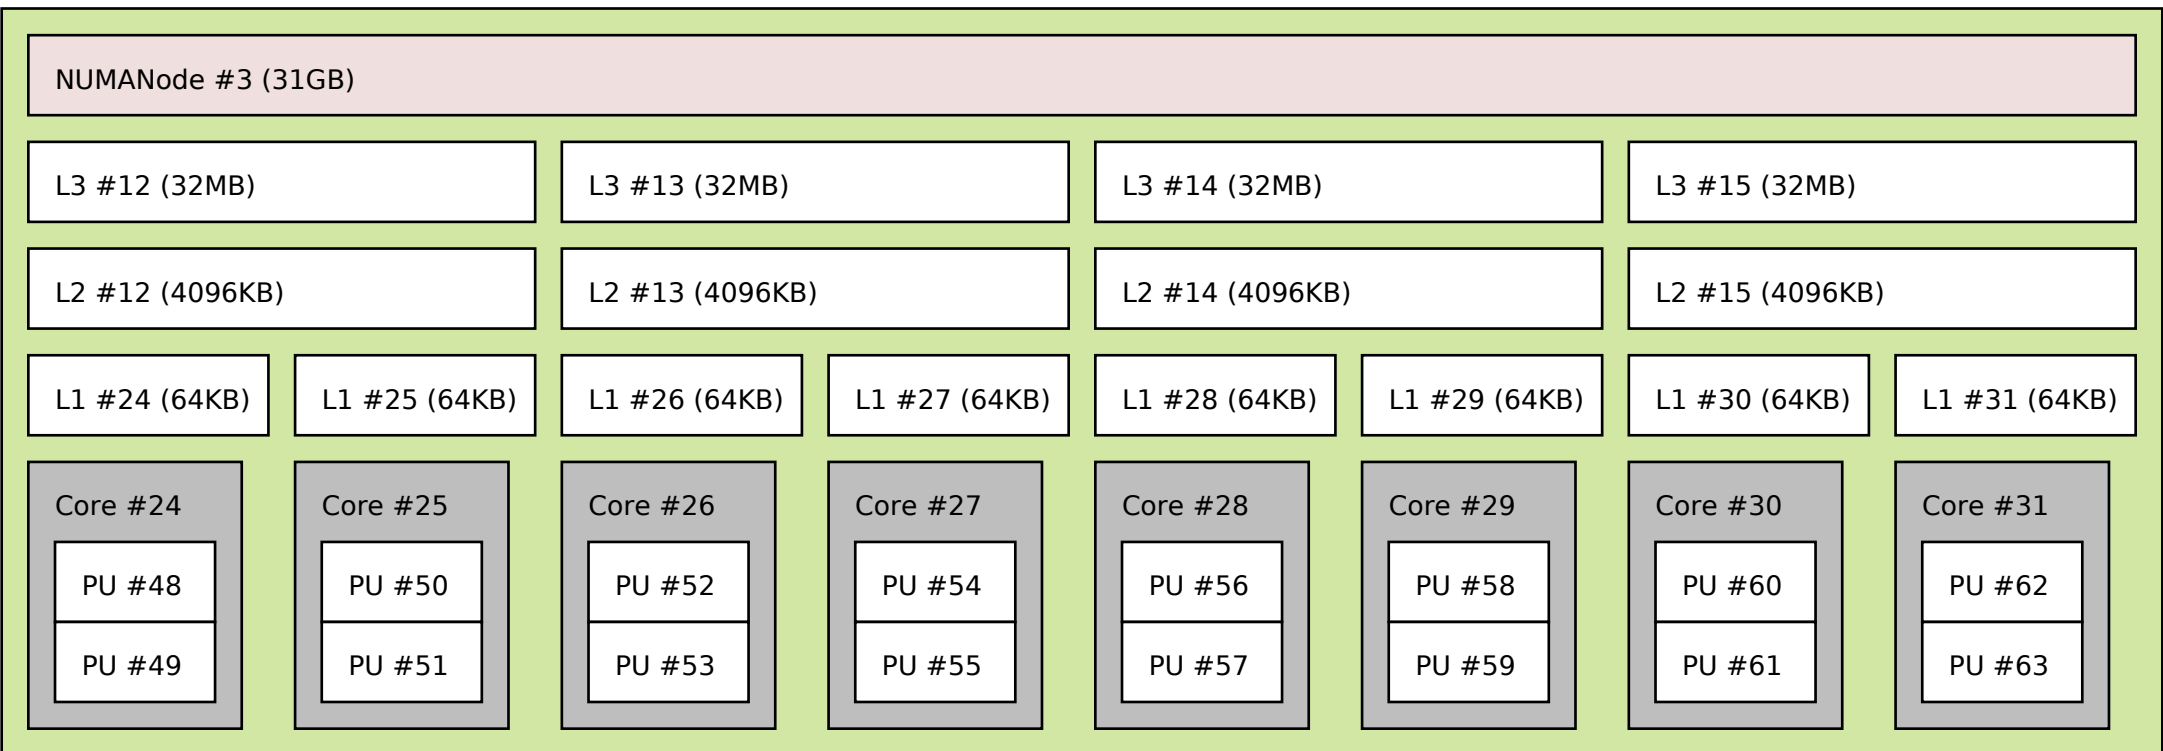 NUMANode #3 (31GB)
L3 #12 (32MB) L3 #13 (32MB) L3 #14 (32MB) L3 #15 (32MB)
L2 #12 (4096KB) L2 #13 (4096KB) L2 #14 (4096KB) L2 #15 (4096KB)
L1 #24 (64KB) L1 #25 (64KB) L1 #26 (64KB) L1 #27 (64KB) L1 #28 (64KB) L1 #29 (64KB) L1 #30 (64KB) L1 #31 (64KB)
Core #24 Core #25 Core #26 Core #27 Core #28 Core #29 Core #30 Core #31
PU #48 PU #50 PU #52 PU #54 PU #56 PU #58 PU #60 PU #62
PU #49 PU #51 PU #53 PU #55 PU #57 PU #59 PU #61 PU #63